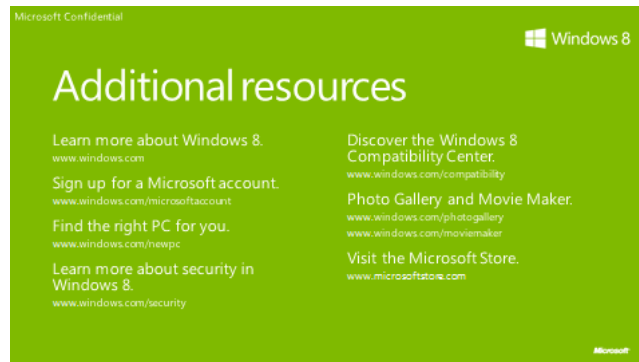 Microsoft Confidential
Windows 8
Additional resources
Learn more about Windows 8.
www.windows.com
Sign up for a Microsoft account.
www.windows.com/microsoftaccount
Find the right PC for you.
www.windows.com/newpc
Learn more about security in
Windows 8.
www.windows.com/security
Discover the Windows 8
Compatibility Center.
www.windows.com/compatibility
Photo Gallery and Movie Maker.
www.windows.com/photogallery
www.windows.com/moviemaker
Visit the Microsoft Store.
www.microsoftstore.com
Microsoft